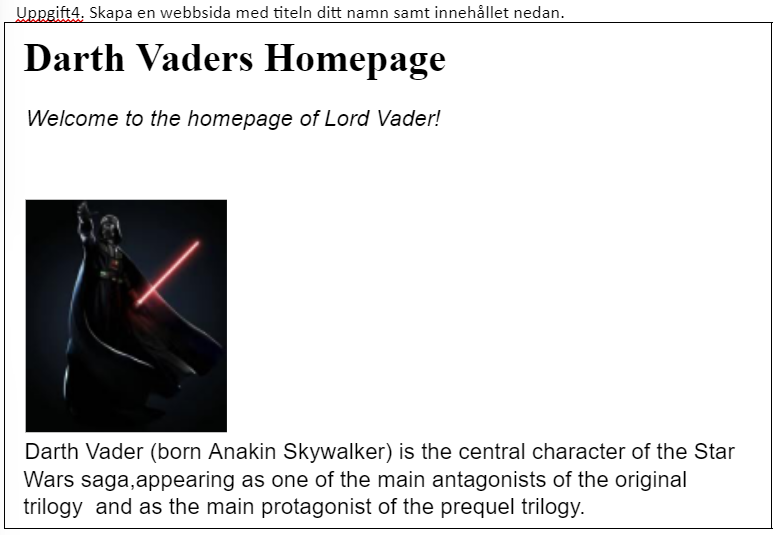 Uppgift4. Skapa en webbsida med titeln ditt namn samt innehållet nedan.
Darth Vaders Homepage
Welcome to the homepage of Lord Vader!
Darth Vader (born Anakin Skywalker) is the central character of the Star
Wars saga,appearing as one of the main antagonists of the original
trilogy  and as the main protagonist of the prequel trilogy.